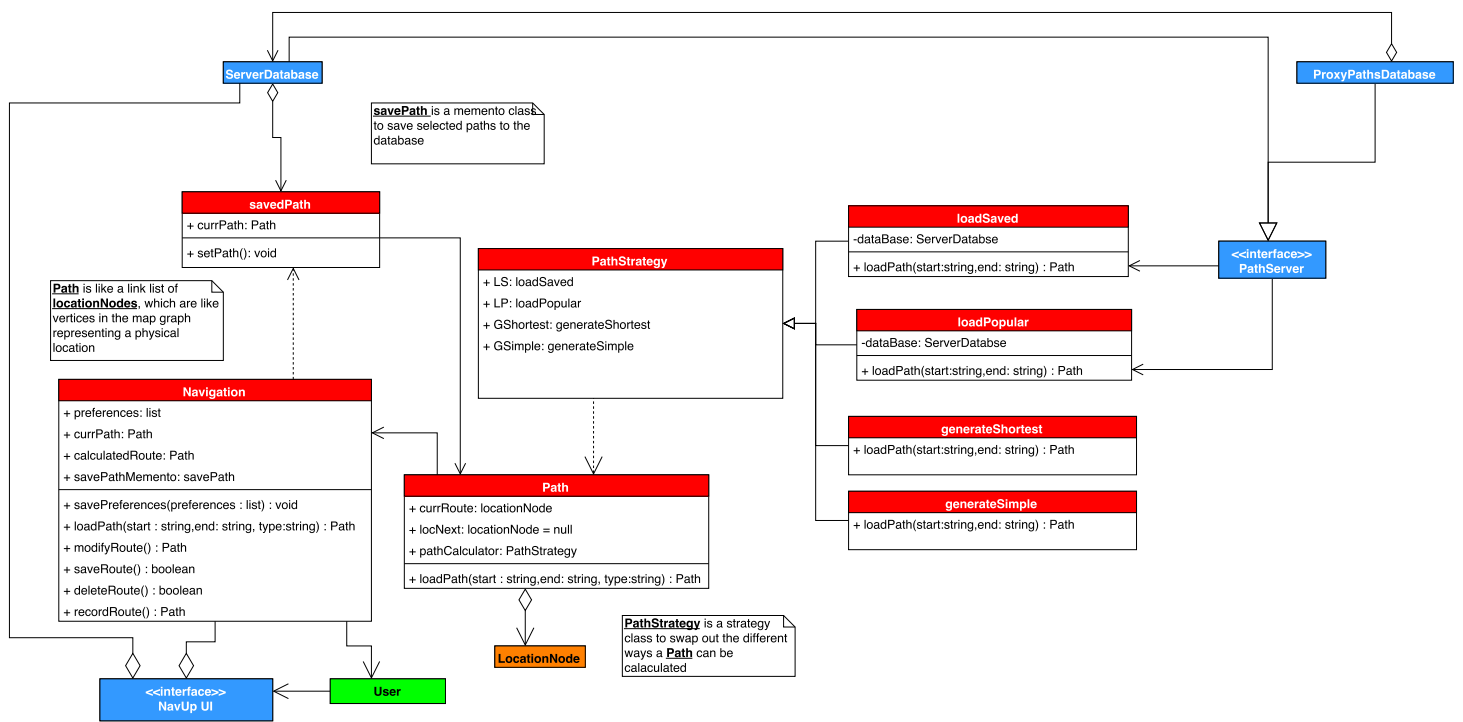 ServerDatabase
ProxyPathsDatabase
savePath is a memento class
to save selected paths to the
database
savedPath
+ currPath: Path
+ setPath(): void
Path is like a link list of
locationNodes, which are like
vertices in the map graph
representing a physical
location
PathStrategy
+ LS: loadSaved
+ LP: loadPopular
+ GShortest: generateShortest
+ GSimple: generateSimple
loadSaved
-dataBase: ServerDatabse
+ loadPath(start:string,end: string) : Path
<<interface>>
PathServer
loadPopular
-dataBase: ServerDatabse
+ loadPath(start:string,end: string) : Path
generateShortest
+ loadPath(start:string,end: string) : Path
generateSimple
+ loadPath(start:string,end: string) : Path
Navigation
+ preferences: list
+ currPath: Path
+ calculatedRoute: Path
+ savePathMemento: savePath
+ savePreferences(preferences : list) : void
+ loadPath(start : string,end: string, type:string) : Path
+ modifyRoute() : Path
+ saveRoute() : boolean
+ deleteRoute() : boolean
+ recordRoute() : Path
Path
+ currRoute: locationNode
+ locNext: locationNode = null
+ pathCalculator: PathStrategy
+ loadPath(start : string,end: string, type:string) : Path
PathStrategy is a strategy
class to swap out the different
ways a Path can be
calaculated
LocationNode
<<interface>>
NavUp UI
User